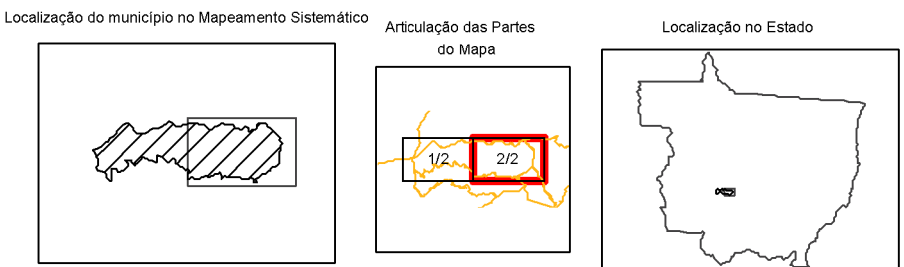 Localização do município no Mapeamento Sistemático
Articulação das Partes
do Mapa
Localização no Estado
1/2
2/2